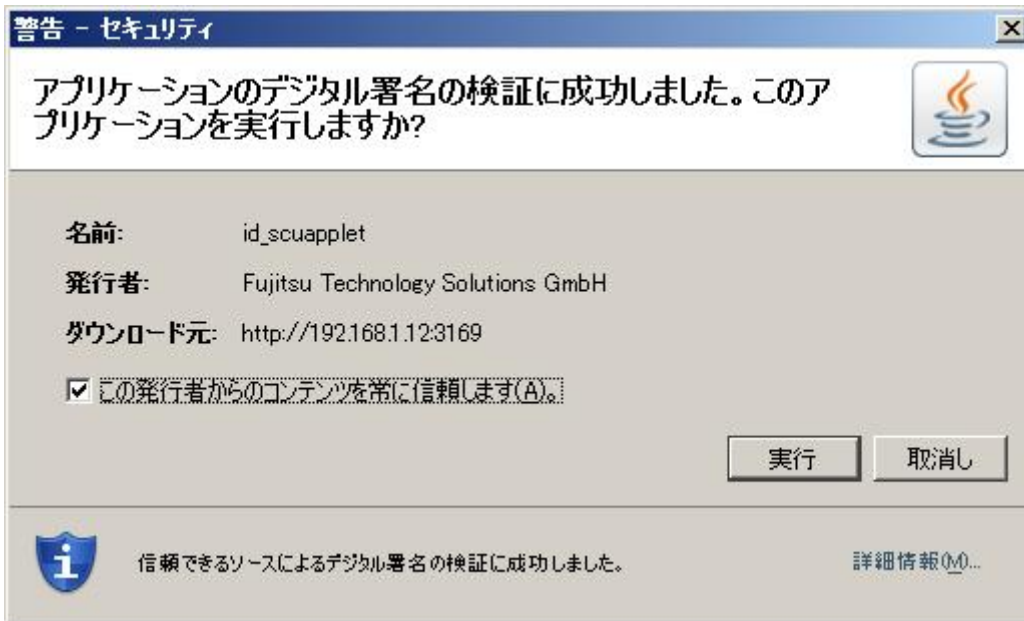 警告 - セキュリティ
アプリケーションのデジタル署名の検証に成功しました。このア
プリケーションを実行しますか?
名前: id_scuapplet
発行者: Fujitsu Technology Solutions GmbH
ダウンロード元: http://192.168.1.12:3169
この発行者からのコンテンツを常に信頼します(A)。
実行 取消し
信頼できるソースによるデジタル署名の検証に成功しました。 詳細情報(M)...